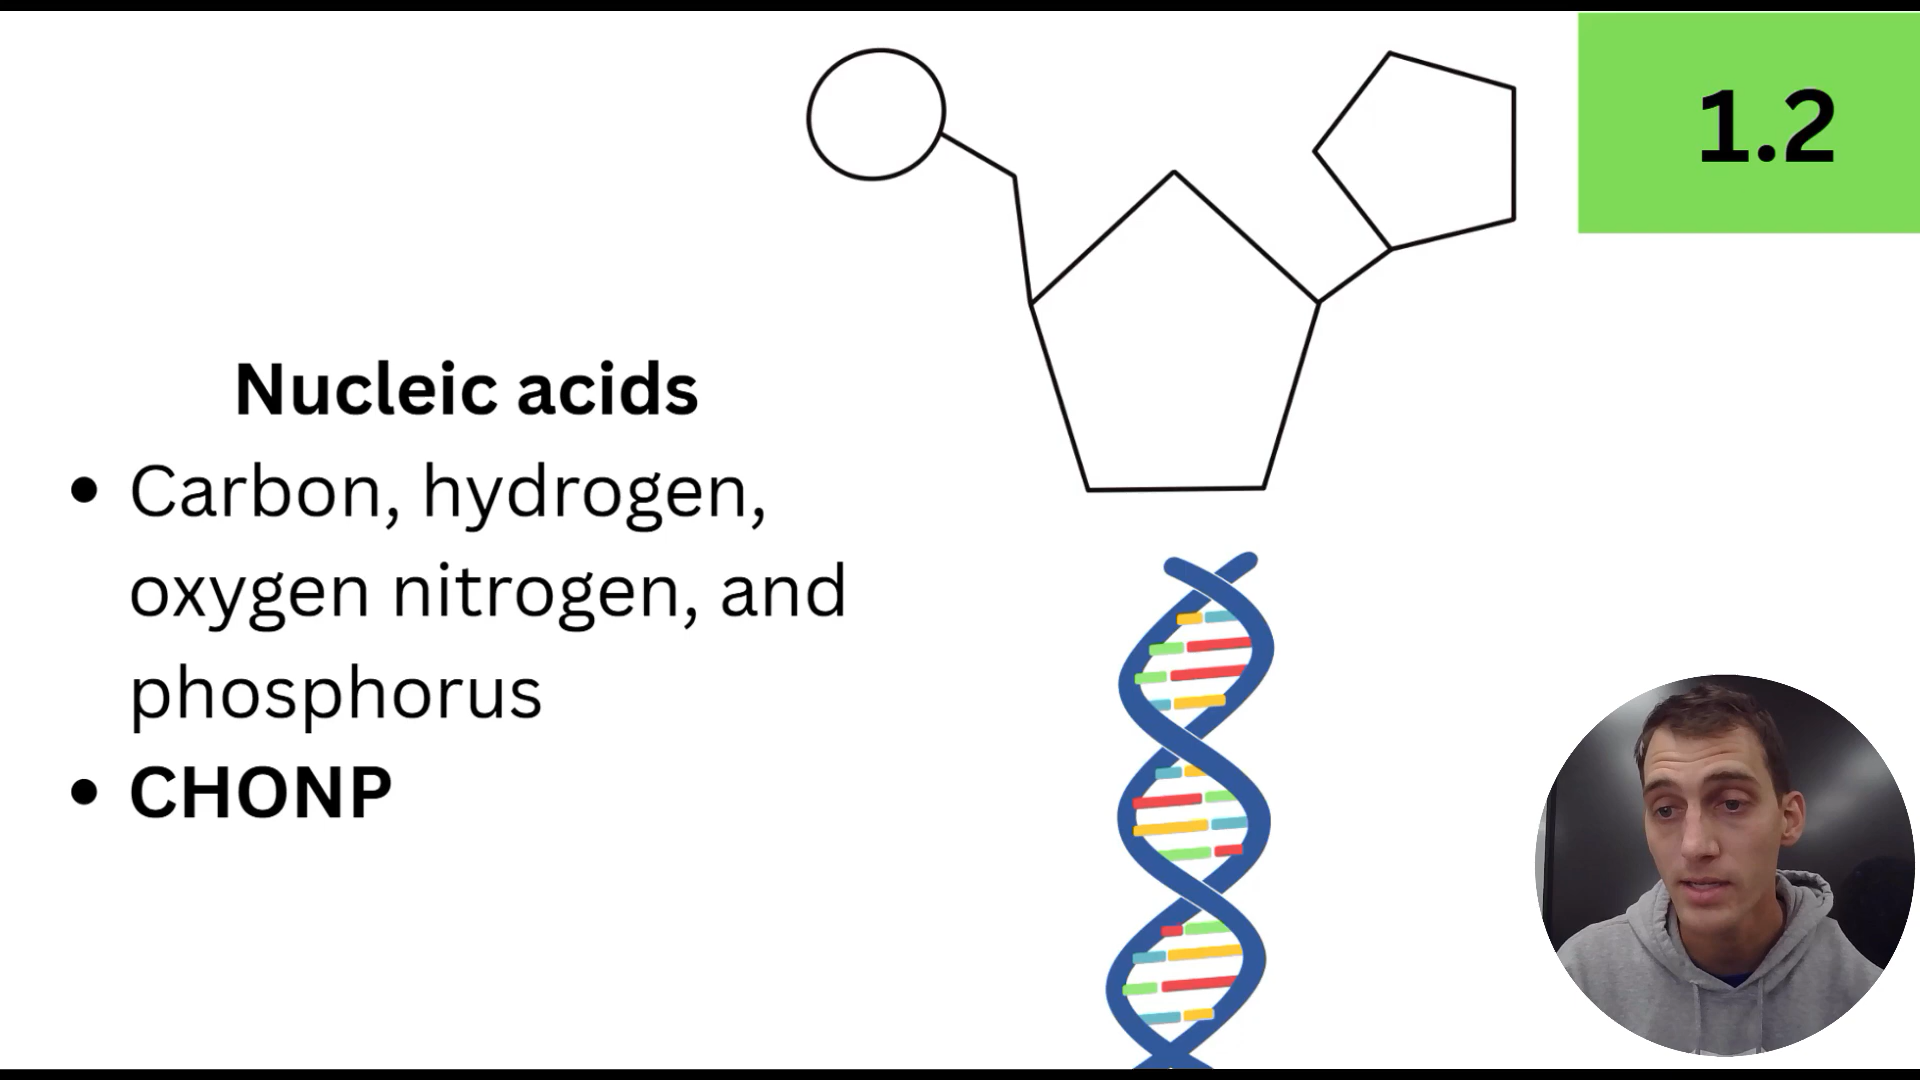 1.2
Nucleic acids
• Carbon, hydrogen,
oxygen nitrogen, and
phosphorus
• CHONP